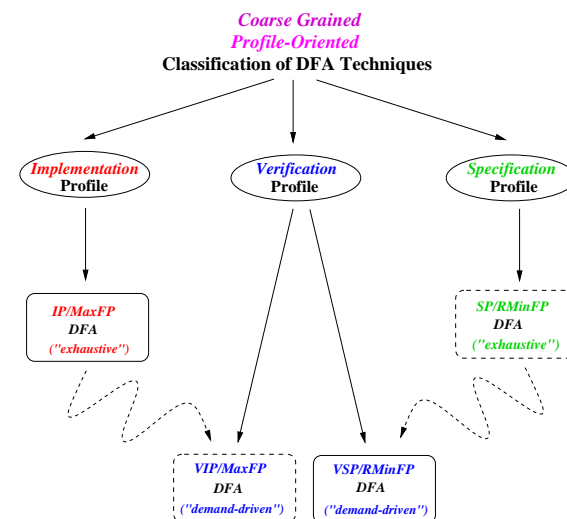 Coarse Grained
Profile-Oriented
Classification of DFA Techniques
Implementation
Profile
Verification
Profile
Specification
Profile
IP/MaxFP
DFA
("exhaustive")
SP/RMinFP
DFA
("exhaustive")
VIP/MaxFP
DFA
("demand-driven")
VSP/RMinFP
DFA
("demand-driven")